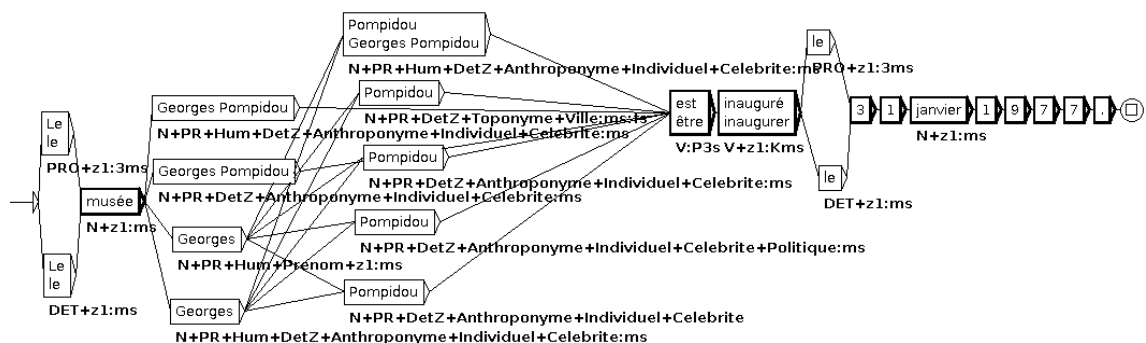 Pompidou
Georges Pompidou
N+PR+Hum+DetZ+Anthroponyme+Individuel+Celebrite:ms
le
PRO+z1:3ms
Georges Pompidou
N+PR+Hum+DetZ+Anthroponyme+Individuel+Celebrite:ms
Pompidou
N+PR+DetZ+Toponyme+Ville:ms:fs
est
être
V:P3s
inauguré
inaugurer
V+z1:Kms
3
1
janvier
N+z1:ms
1
9
7
7
.
Le
le
PRO+z1:3ms
Georges Pompidou
N+PR+DetZ+Anthroponyme+Individuel+Celebrite:ms
Pompidou
N+PR+DetZ+Anthroponyme+Individuel+Celebrite:ms
le
DET+z1:ms
musée
N+z1:ms
Georges
N+PR+Hum+Prenom+z1:ms
Pompidou
N+PR+DetZ+Anthroponyme+Individuel+Celebrite+Politique:ms
Le
le
DET+z1:ms
Georges
N+PR+Hum+DetZ+Anthroponyme+Individuel+Celebrite:ms
Pompidou
N+PR+DetZ+Anthroponyme+Individuel+Celebrite